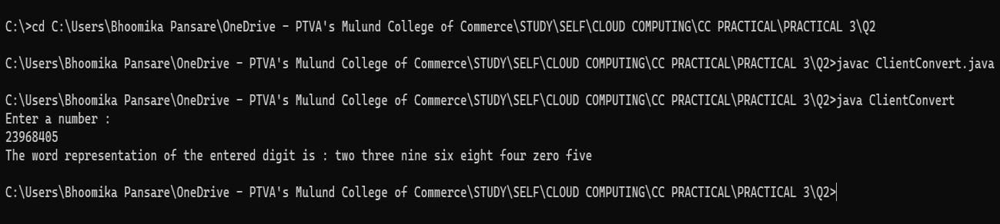 C:\>cd C:\Users\Bhoomika Pansare\OneDrive - PTVA's Mulund College of Commerce\STUDY\SELF\CLOUD COMPUTING\CC PRACTICAL\PRACTICAL 3\Q2
C:\Users\Bhoomika Pansare\OneDrive - PTVA's Mulund College of Commerce\STUDY\SELF\CLOUD COMPUTING\CC PRACTICAL\PRACTICAL 3\Q2>javac ClientConvert.java
C:\Users\Bhoomika Pansare\OneDrive - PTVA's Mulund College of Commerce\STUDY\SELF\CLOUD COMPUTING\CC PRACTICAL\PRACTICAL 3\Q2>java ClientConvert
Enter a number :
23968405
The word representation of the entered digit is : two three nine six eight four zero five
C:\Users\Bhoomika Pansare\OneDrive - PTVA's Mulund College of Commerce\STUDY\SELF\CLOUD COMPUTING\CC PRACTICAL\PRACTICAL 3\Q2>